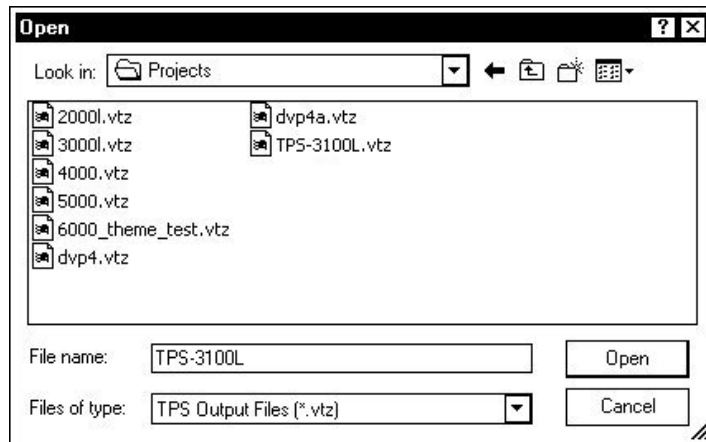 Open
Look in: Projects
2000l.vtz
3000l.vtz
4000.vtz
5000.vtz
6000_theme_test.vtz
dvp4.vtz
dvp4a.vtz
TPS-3100L.vtz
File name: TPS-3100L Open
Files of type: TPS Output Files (*.vtz) Cancel